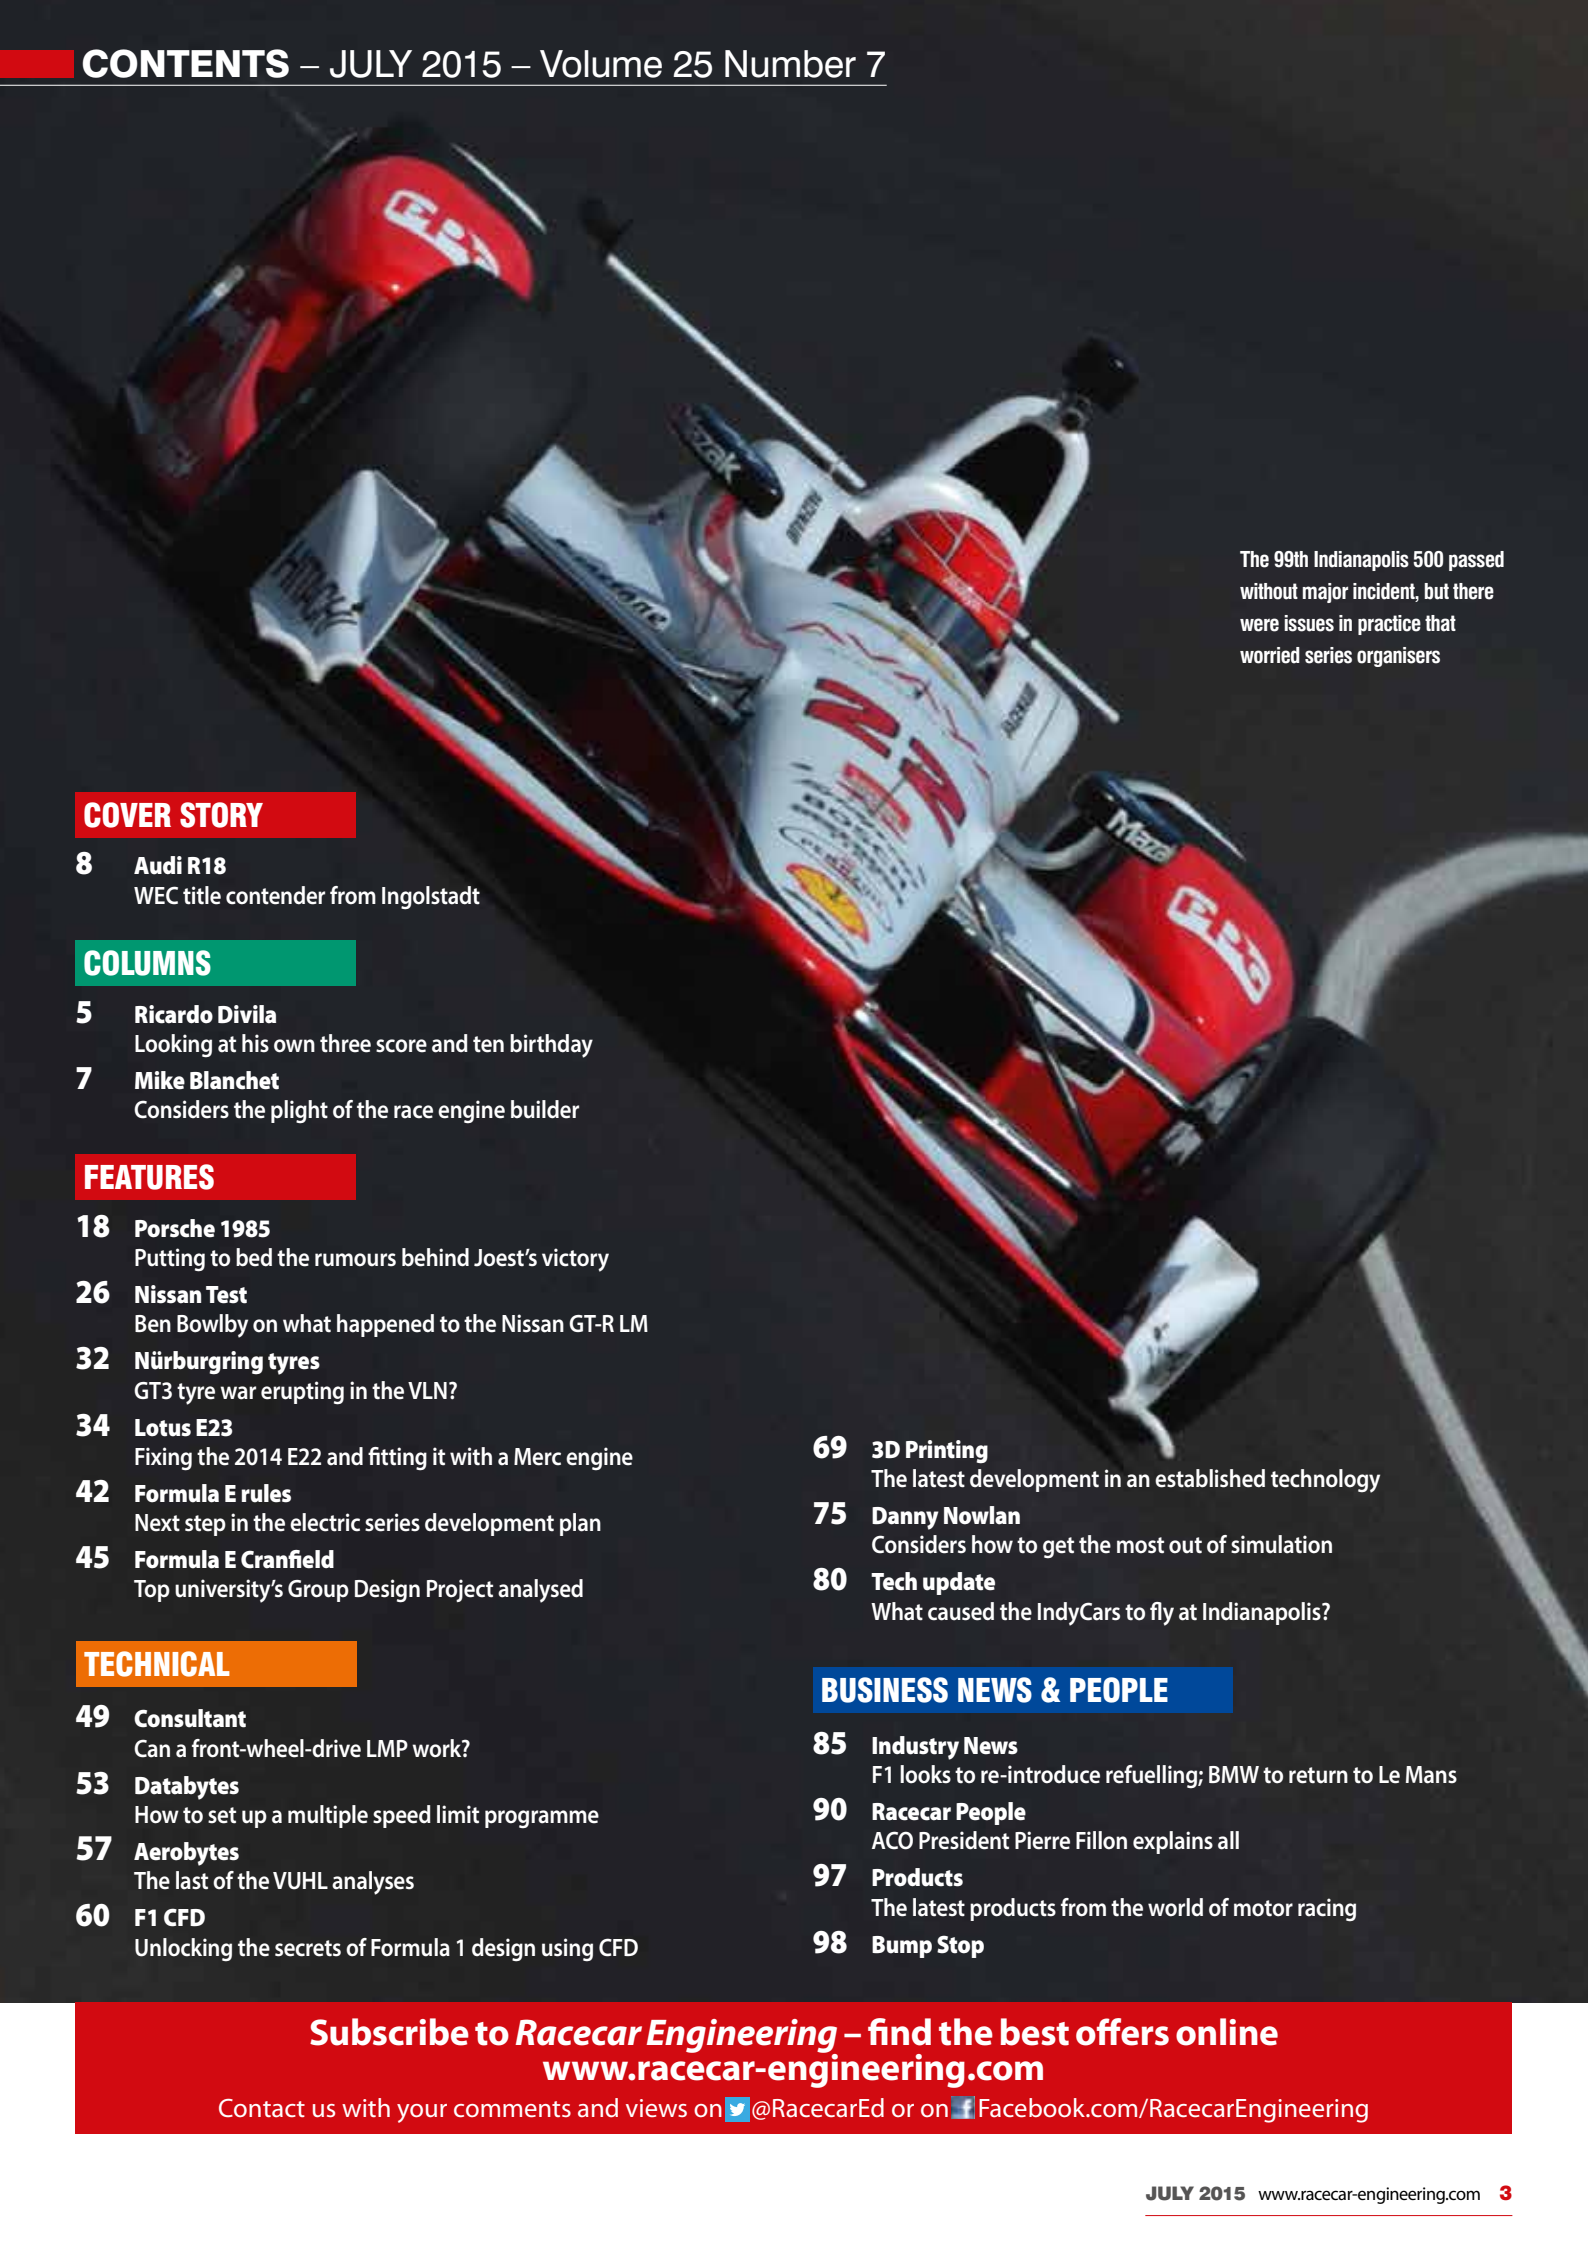 CONTENTS – JULY 2015 – Volume 25 Number 7
Mazak
HITACHI
22
Mazak
The 99th Indianapolis 500 passed
without major incident, but there
were issues in practice that
worried series organisers
COVER STORY
8 Audi R18
WEC title contender from Ingolstadt
COLUMNS
5 Ricardo Divila
Looking at his own three score and ten birthday
7 Mike Blanchet
Considers the plight of the race engine builder
FEATURES
18 Porsche 1985
Putting to bed the rumours behind Joest's victory
26 Nissan Test
Ben Bowlby on what happened to the Nissan GT-R LM
32 Nürburgring tyres
GT3 tyre war erupting in the VLN?
34 Lotus E23
Fixing the 2014 E22 and fitting it with a Merc engine
42 Formula E rules
Next step in the electric series development plan
45 Formula E Cranfield
Top university's Group Design Project analysed
TECHNICAL
49 Consultant
Can a front-wheel-drive LMP work?
53 Databytes
How to set up a multiple speed limit programme
57 Aerobytes
The last of the VUHL analyses
60 F1 CFD
Unlocking the secrets of Formula 1 design using CFD
69 3D Printing
The latest development in an established technology
75 Danny Nowlan
Considers how to get the most out of simulation
80 Tech update
What caused the IndyCars to fly at Indianapolis?
BUSINESS NEWS & PEOPLE
85 Industry News
F1 looks to re-introduce refuelling; BMW to return to Le Mans
90 Racecar People
ACO President Pierre Fillon explains all
97 Products
The latest products from the world of motor racing
98 Bump Stop
Subscribe to Racecar Engineering – find the best offers online
www.racecar-engineering.com
Contact us with your comments and views on @RacecarEd or on Facebook.com/RacecarEngineering
JULY 2015 www.racecar-engineering.com 3